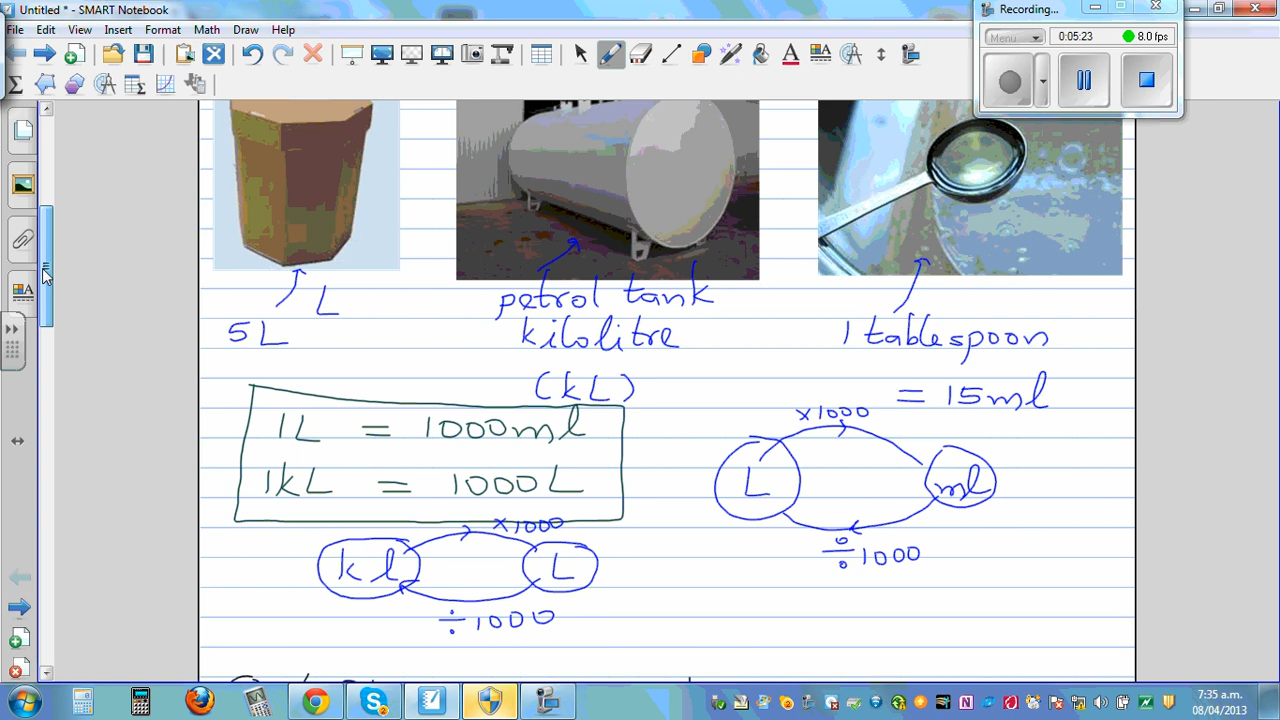 Untitled * - SMART Notebook
File Edit View Insert Format Math Draw Help
Recording...
Menu 0:05:23 8.0 fps
L
5L
petrol tank
kilolitre
(kL)
1 tablespoon
= 15ml
1L = 1000ml
1kL = 1000L
×1000
L ml
÷1000
×1000
kl L
÷1000
7:35 a.m.
08/04/2013